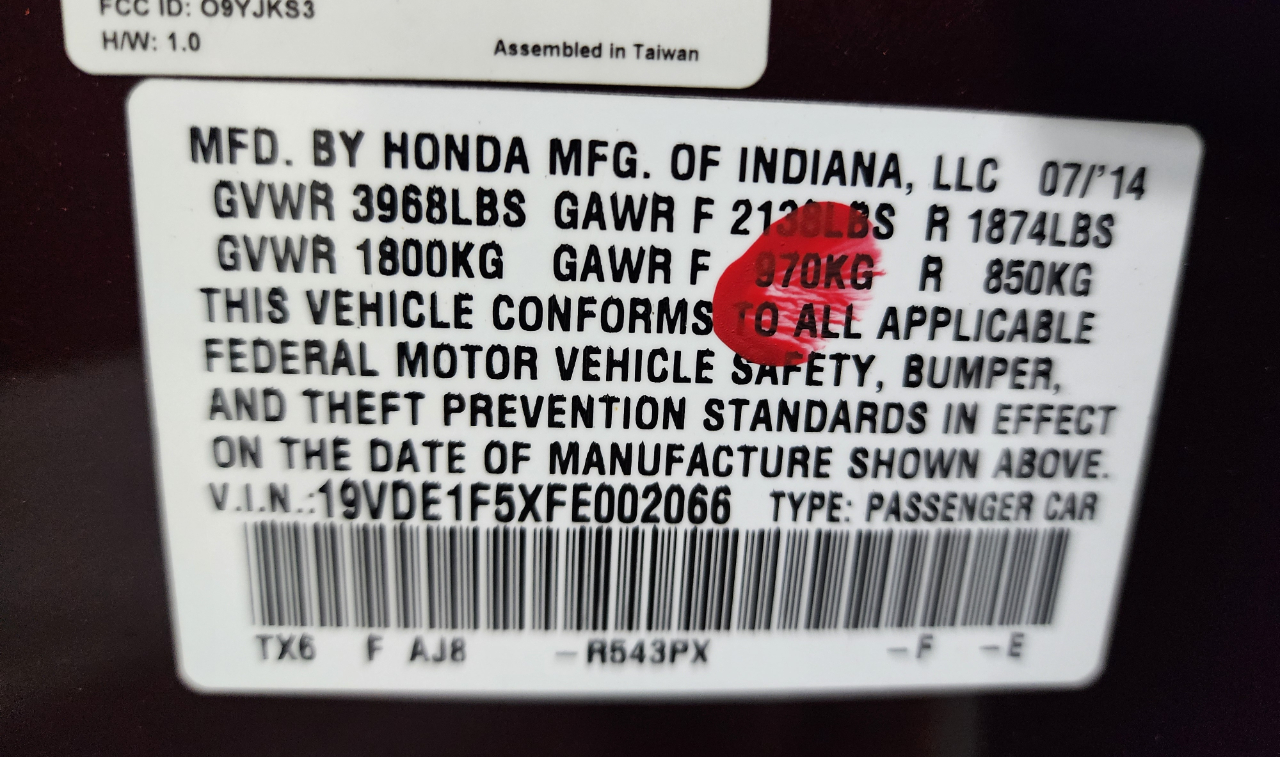 FCC ID: O9YJKS3
H/W: 1.0 Assembled in Taiwan
MFD. BY HONDA MFG. OF INDIANA, LLC 07/'14
GVWR 3968LBS GAWR F 2138LBS R 1874LBS
GVWR 1800KG GAWR F 970KG R 850KG
THIS VEHICLE CONFORMS TO ALL APPLICABLE
FEDERAL MOTOR VEHICLE SAFETY, BUMPER,
AND THEFT PREVENTION STANDARDS IN EFFECT
ON THE DATE OF MANUFACTURE SHOWN ABOVE.
V.I.N.:19VDE1F5XFE002066 TYPE: PASSENGER CAR
TX6 F AJ8 -R543PX -F -E